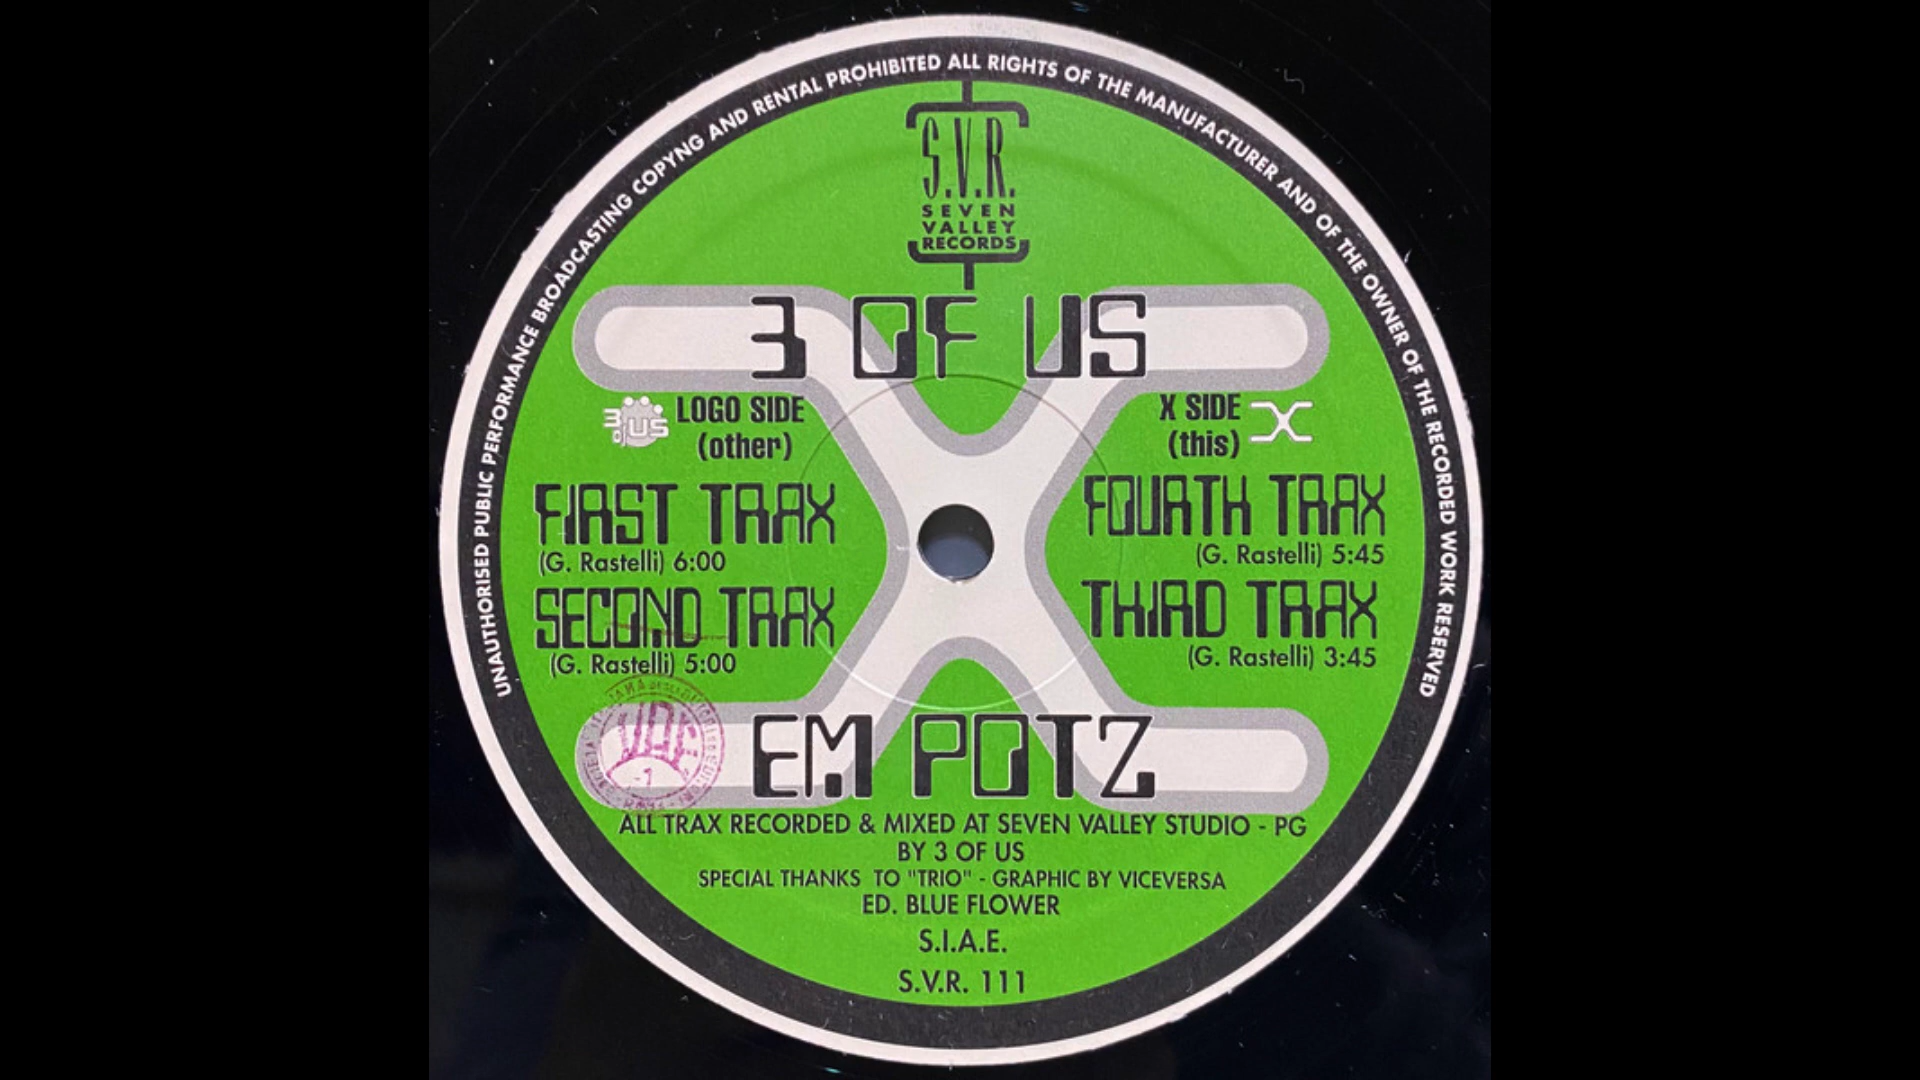 UNAUTHORISED PUBLIC PERFORMANCE BROADCASTING COPYNG AND RENTAL PROHIBITED ALL RIGHTS OF THE MANUFACTURER AND OF THE OWNER OF THE RECORDED WORK RESERVED
S.V.R.
SEVEN
VALLEY
RECORDS
3 OF US
3 of US LOGO SIDE
(other)
X SIDE
(this)
FIRST TRAX
(G. Rastelli) 6:00
SECOND TRAX
(G. Rastelli) 5:00
FOURTH TRAX
(G. Rastelli) 5:45
THIRD TRAX
(G. Rastelli) 3:45
EM POTZ
ALL TRAX RECORDED & MIXED AT SEVEN VALLEY STUDIO - PG
BY 3 OF US
SPECIAL THANKS TO "TRIO" - GRAPHIC BY VICEVERSA
ED. BLUE FLOWER
S.I.A.E.
S.V.R. 111